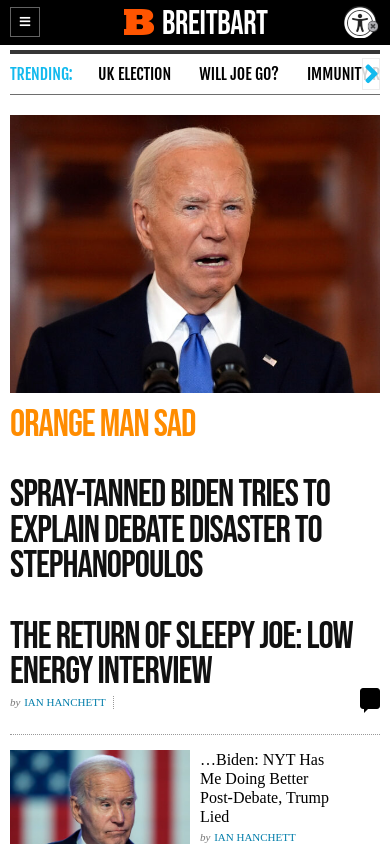 BREITBART
TRENDING: UK ELECTION WILL JOE GO? IMMUNIT
ORANGE MAN SAD
SPRAY-TANNED BIDEN TRIES TO
EXPLAIN DEBATE DISASTER TO
STEPHANOPOULOS
THE RETURN OF SLEEPY JOE: LOW
ENERGY INTERVIEW
by IAN HANCHETT
…Biden: NYT Has
Me Doing Better
Post-Debate, Trump
Lied
by IAN HANCHETT